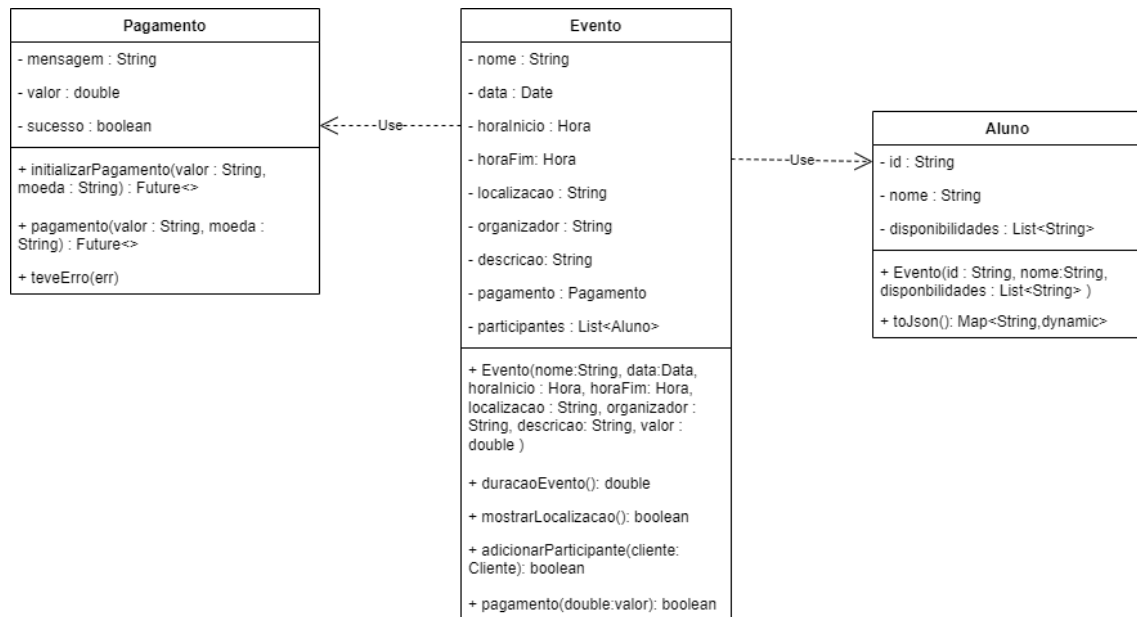 Pagamento
- mensagem : String
- valor : double
- sucesso : boolean
+ initializarPagamento(valor : String,
moeda : String) : Future<>
+ pagamento(valor : String, moeda :
String) : Future<>
+ teveErro(err)
Use
Evento
- nome : String
- data : Date
- horaInicio : Hora
- horaFim: Hora
- localizacao : String
- organizador : String
- descricao: String
- pagamento : Pagamento
- participantes : List<Aluno>
+ Evento(nome:String, data:Data,
horaInicio : Hora, horaFim: Hora,
localizacao : String, organizador :
String, descricao: String, valor :
double )
+ duracaoEvento(): double
+ mostrarLocalizacao(): boolean
+ adicionarParticipante(cliente:
Cliente): boolean
+ pagamento(double:valor): boolean
Use
Aluno
- id : String
- nome : String
- disponibilidades : List<String>
+ Evento(id : String, nome:String,
disponbilidades : List<String> )
+ toJson(): Map<String,dynamic>